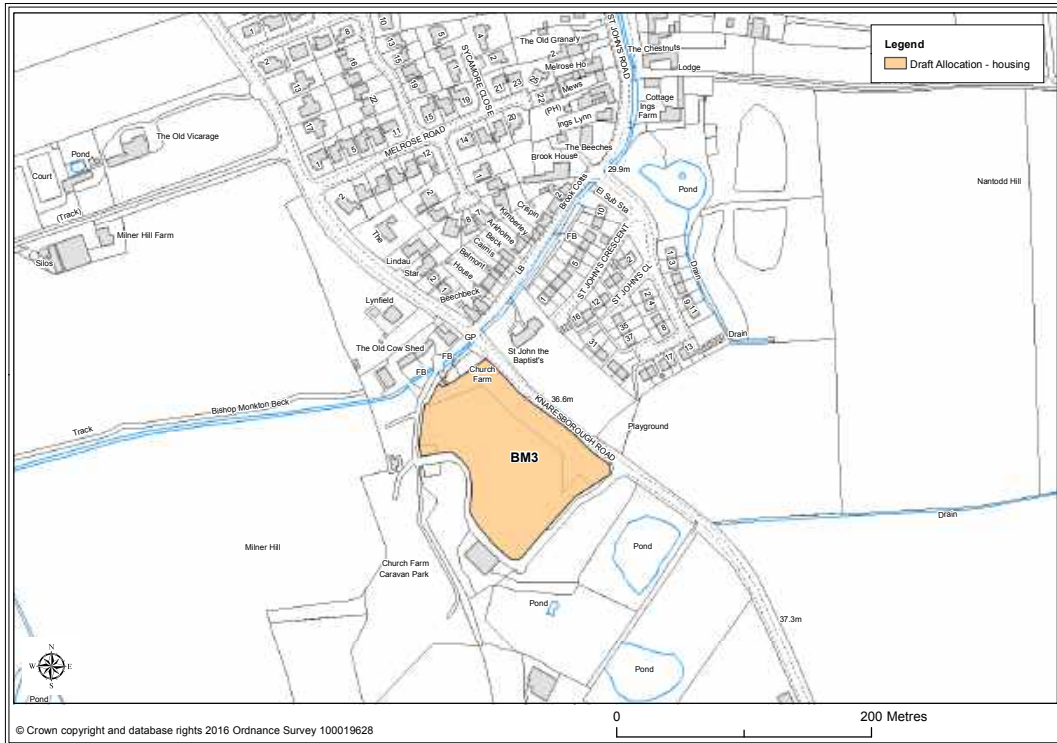 Legend
Draft Allocation - housing
The Old Granary
ST JOHN'S ROAD
The Chestnuts
Lodge
Melrose Ho
Mews
(PH)
Ings Lynn
Cottage
Ings
Farm
SYCAMORE CLOSE
MELROSE ROAD
The Beeches
Brook House
29.9m
Pond
Brook Cotts
El Sub Sta
The Old Vicarage
Pond
Court
(Track)
Milner Hill Farm
Silos
Nantodd Hill
Crispin
Kimberley
Arkholme
Beck
Cairnis
Belmont
House
Beechbeck
The
Lindau
Star
Lynfield
LB
FB
ST JOHN'S CRESCENT
ST JOHN'S CL
Drain
Drain
GP
The Old Cow Shed
FB
FB
St John the
Baptist's
Church
Farm
36.6m
KNARESBOROUGH ROAD
Playground
Bishop Monkton Beck
Track
BM3
Drain
Milner Hill
Church Farm
Caravan Park
Pond
Pond
Pond
37.3m
N
W E
S
Pond
0 200 Metres
© Crown copyright and database rights 2016 Ordnance Survey 100019628